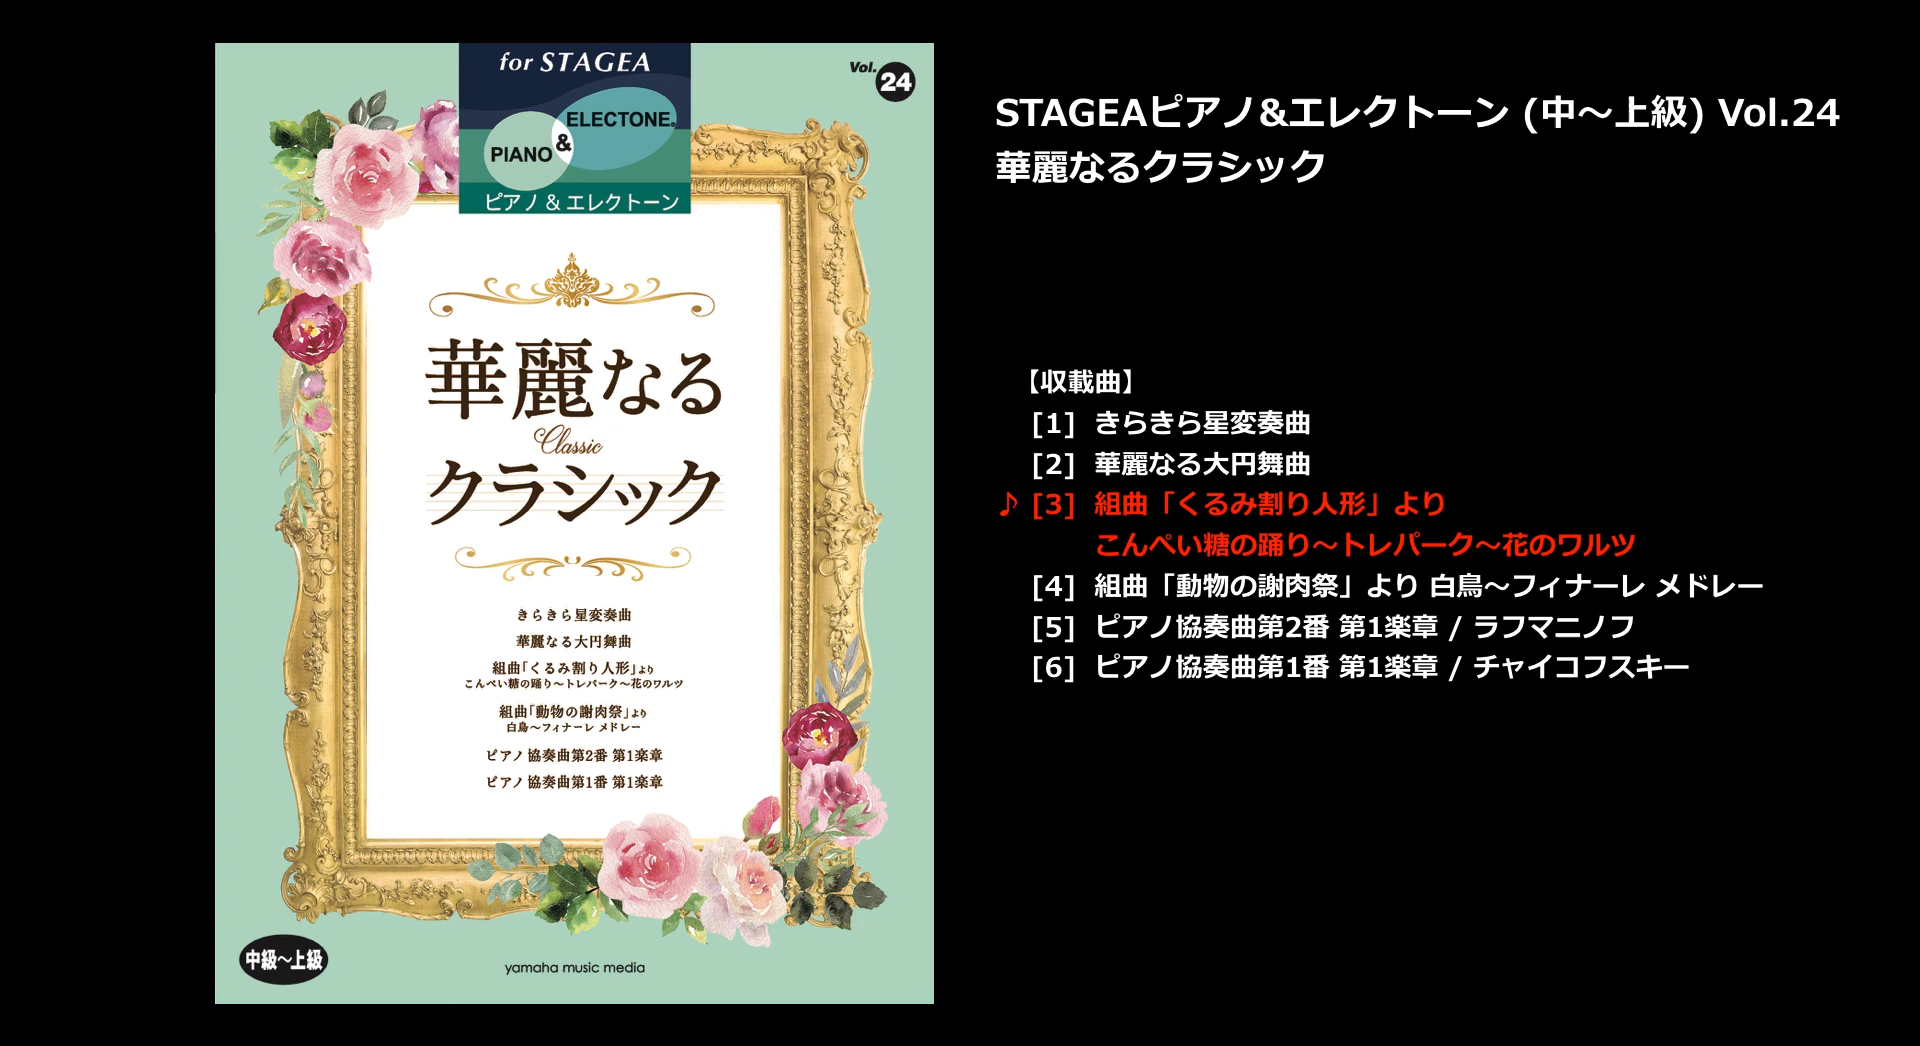 for STAGEA
PIANO & ELECTONE®
ピアノ & エレクトーン
Vol. 24
華麗なる
Classic
クラシック
きらきら星変奏曲
華麗なる大円舞曲
組曲「くるみ割り人形」より
こんぺい糖の踊り〜トレパーク〜花のワルツ
組曲「動物の謝肉祭」より
白鳥〜フィナーレ メドレー
ピアノ協奏曲第2番 第1楽章
ピアノ協奏曲第1番 第1楽章
中級〜上級
yamaha music media
STAGEAピアノ&エレクトーン (中〜上級) Vol.24
華麗なるクラシック
【収載曲】
[1] きらきら星変奏曲
[2] 華麗なる大円舞曲
♪ [3] 組曲「くるみ割り人形」より
こんぺい糖の踊り〜トレパーク〜花のワルツ
[4] 組曲「動物の謝肉祭」より 白鳥〜フィナーレ メドレー
[5] ピアノ協奏曲第2番 第1楽章 / ラフマニノフ
[6] ピアノ協奏曲第1番 第1楽章 / チャイコフスキー